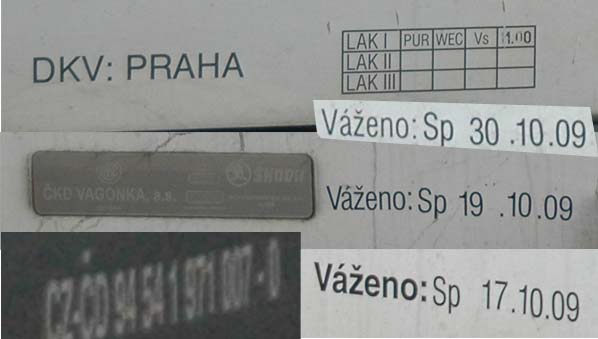 DKV: PRAHA
LAK I PUR WEC Vs 1.00
LAK II
LAK III
Váženo: Sp 30 .10.09
ŠKODA
ČKD VAGONKA, a.s.
Váženo: Sp 19 .10.09
CZ-ČD 94 54 1 971 007 - 0
Váženo: Sp 17.10.09